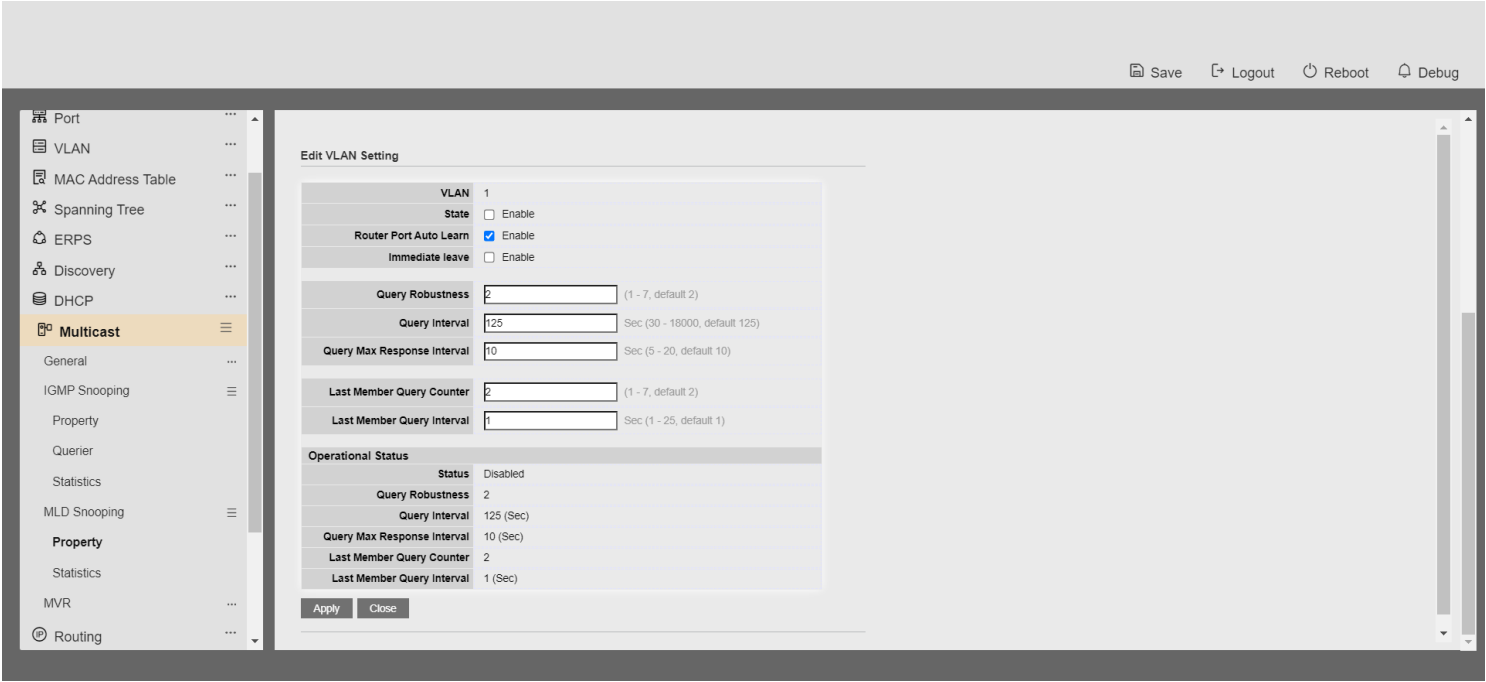 Save Logout Reboot Debug
Port
VLAN
MAC Address Table
Spanning Tree
ERPS
Discovery
DHCP
Multicast
General
IGMP Snooping
Property
Querier
Statistics
MLD Snooping
Property
Statistics
MVR
IP Routing
Edit VLAN Setting
VLAN 1
State Enable
Router Port Auto Learn Enable
Immediate leave Enable
Query Robustness 2 (1 - 7, default 2)
Query Interval 125 Sec (30 - 18000, default 125)
Query Max Response Interval 10 Sec (5 - 20, default 10)
Last Member Query Counter 2 (1 - 7, default 2)
Last Member Query Interval 1 Sec (1 - 25, default 1)
Operational Status
Status Disabled
Query Robustness 2
Query Interval 125 (Sec)
Query Max Response Interval 10 (Sec)
Last Member Query Counter 2
Last Member Query Interval 1 (Sec)
Apply Close